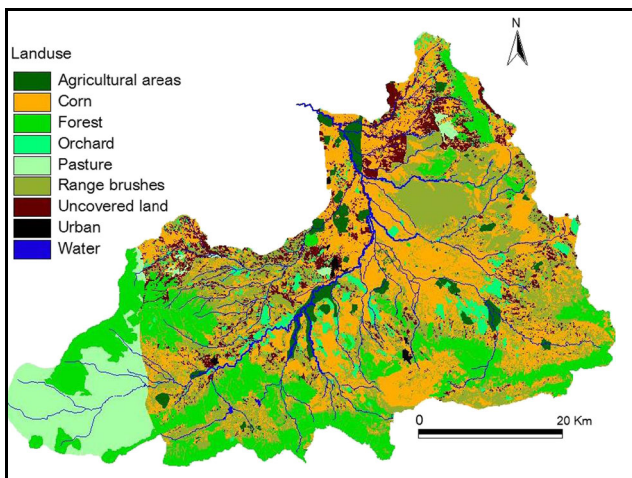 N
Landuse
Agricultural areas
Corn
Forest
Orchard
Pasture
Range brushes
Uncovered land
Urban
Water
0 20 Km